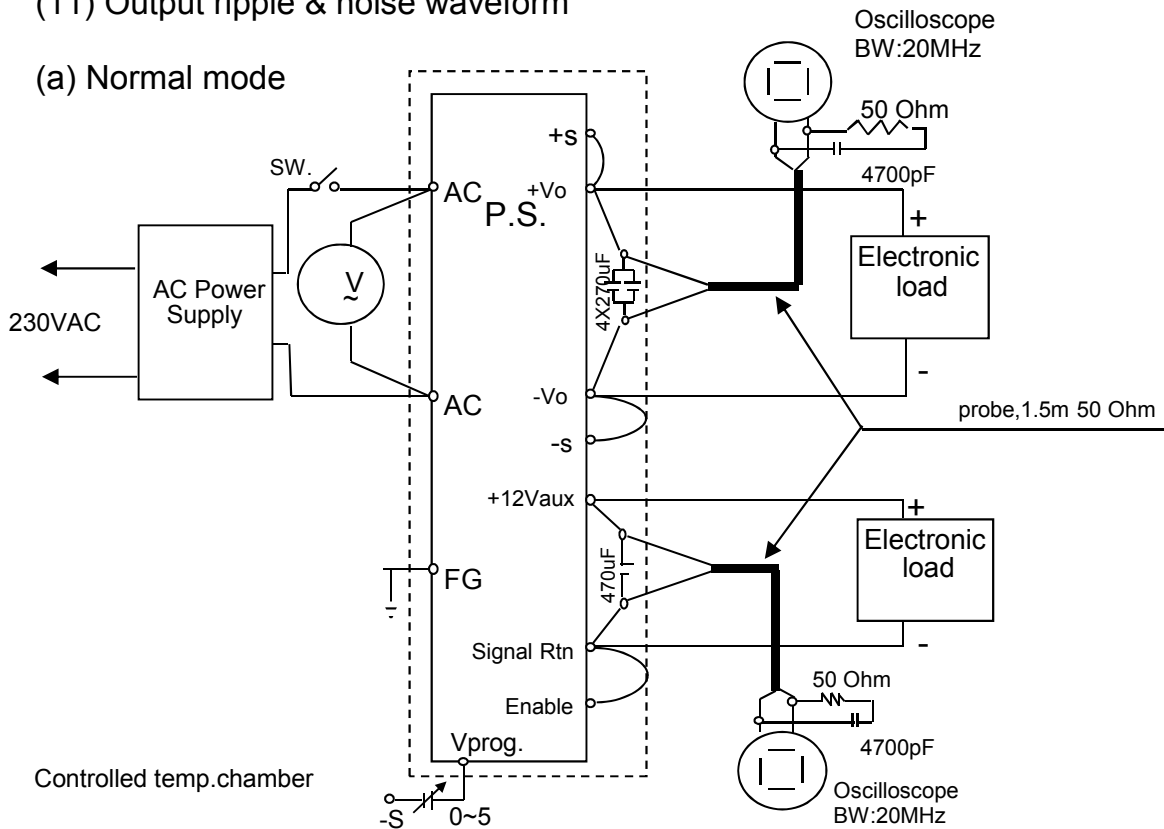 (11) Output ripple & noise waveform
(a) Normal mode
Oscilloscope
BW:20MHz
50 Ohm
4700pF
SW.
AC
P.S.
+s
+Vo
V
~
AC Power
Supply
230VAC
4X270uF
+
Electronic
load
-
AC
-Vo
-s
probe,1.5m 50 Ohm
+12Vaux
470uF
+
Electronic
load
-
FG
Signal Rtn
Enable
50 Ohm
4700pF
Vprog.
Controlled temp.chamber
-S
0~5
Oscilloscope
BW:20MHz